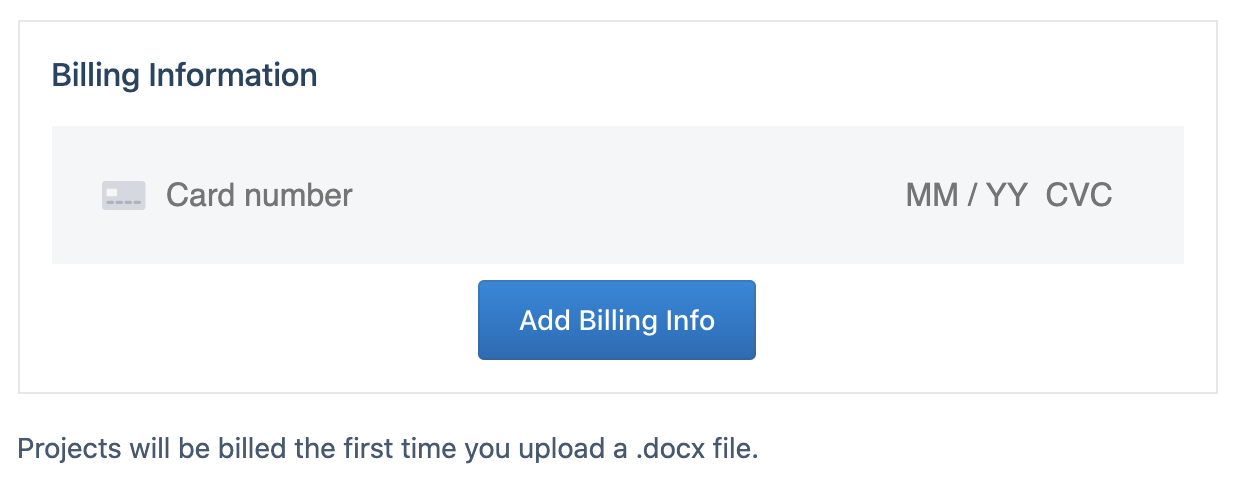 Billing Information
Card number MM / YY CVC
Add Billing Info
Projects will be billed the first time you upload a .docx file.